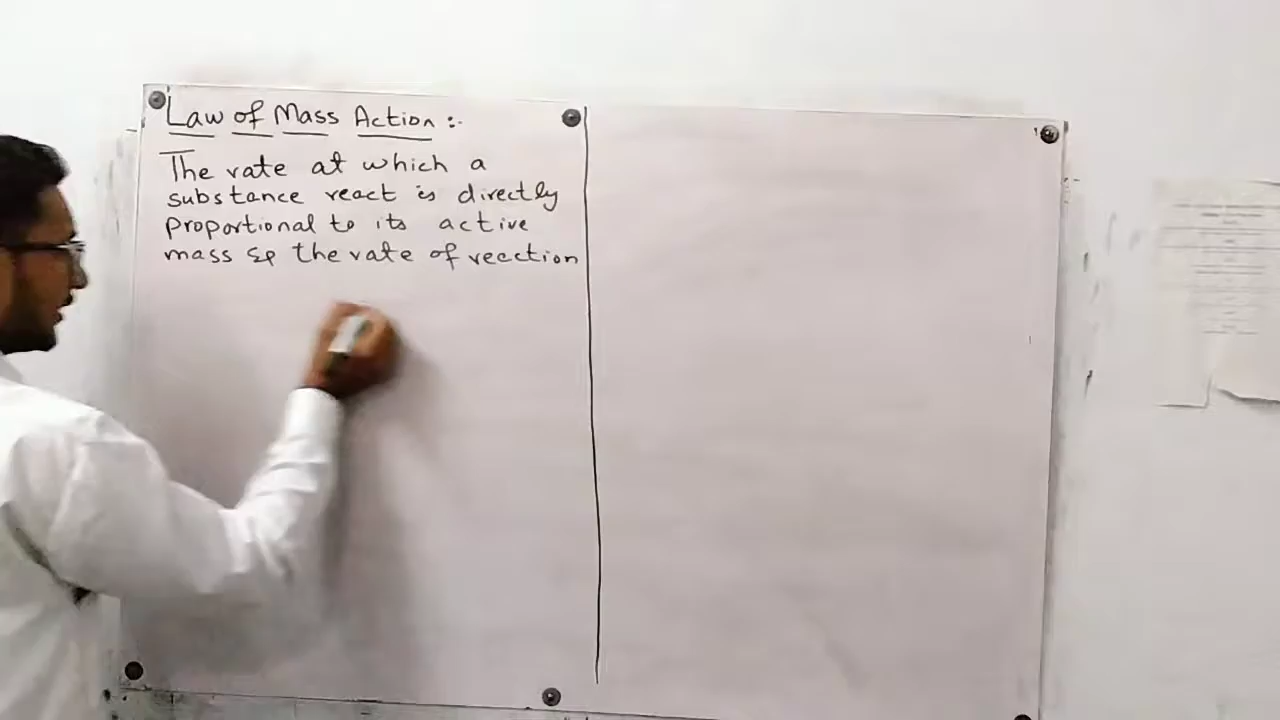 Law of Mass Action :-
The rate at which a
substance react is directly
proportional to its active
mass & the rate of reaction